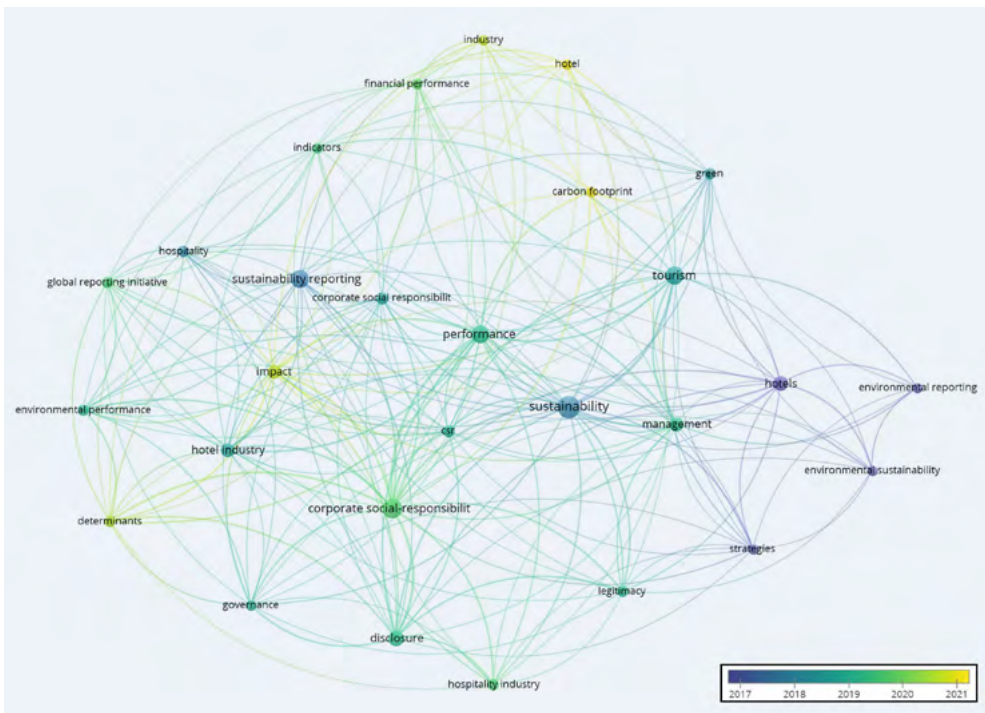 industry
hotel
financial performance
indicators
green
carbon footprint
hospitality
tourism
sustainability reporting
global reporting initiative
corporate social responsibilit
performance
impact
hotels
environmental reporting
sustainability
environmental performance
management
csr
hotel industry
environmental sustainability
corporate social-responsibilit
determinants
strategies
legitimacy
governance
disclosure
hospitality industry
2017 2018 2019 2020 2021